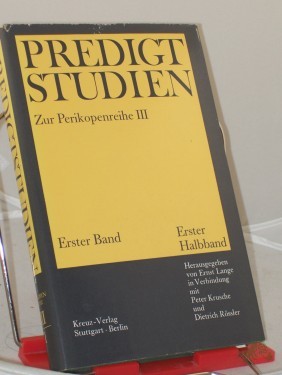 PREDIGT
STUDIEN
Zur Perikopenreihe III
Erster Band
Erster
Halbband
Herausgegeben
von Ernst Lange
in Verbindung
mit
Peter Krusche
und
Dietrich Rössler
Kreuz-Verlag
Stuttgart · Berlin
PREDIGTSTUDIEN